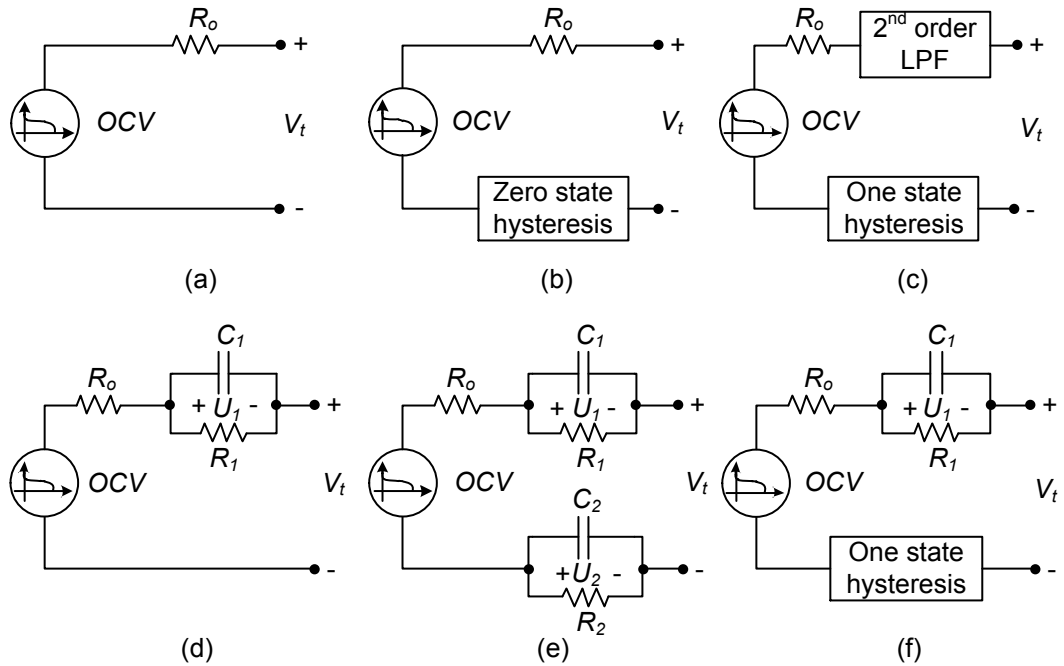 Rₒ
+
OCV
Vₜ
-
(a)
Rₒ
+
OCV
Vₜ
Zero state
hysteresis
-
(b)
Rₒ
2ⁿᵈ order
LPF
+
OCV
Vₜ
One state
hysteresis
-
(c)
C₁
Rₒ
+ U₁ -
+
R₁
OCV
Vₜ
-
(d)
C₁
Rₒ
+ U₁ -
+
R₁
OCV
Vₜ
C₂
+ U₂ -
-
R₂
(e)
C₁
Rₒ
+ U₁ -
+
R₁
OCV
Vₜ
One state
hysteresis
-
(f)